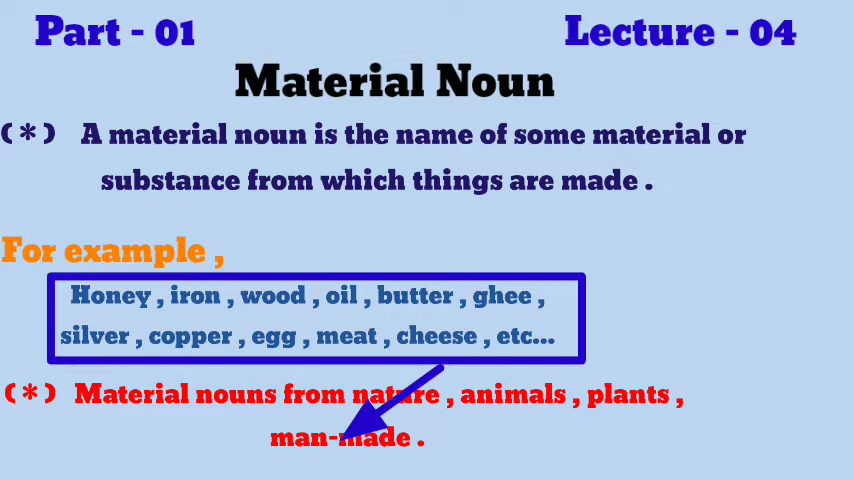 Part - 01 Lecture - 04
Material Noun
(*) A material noun is the name of some material or
substance from which things are made .
For example ,
Honey , iron , wood , oil , butter , ghee ,
silver , copper , egg , meat , cheese , etc...
(*) Material nouns from nature , animals , plants ,
man-made .